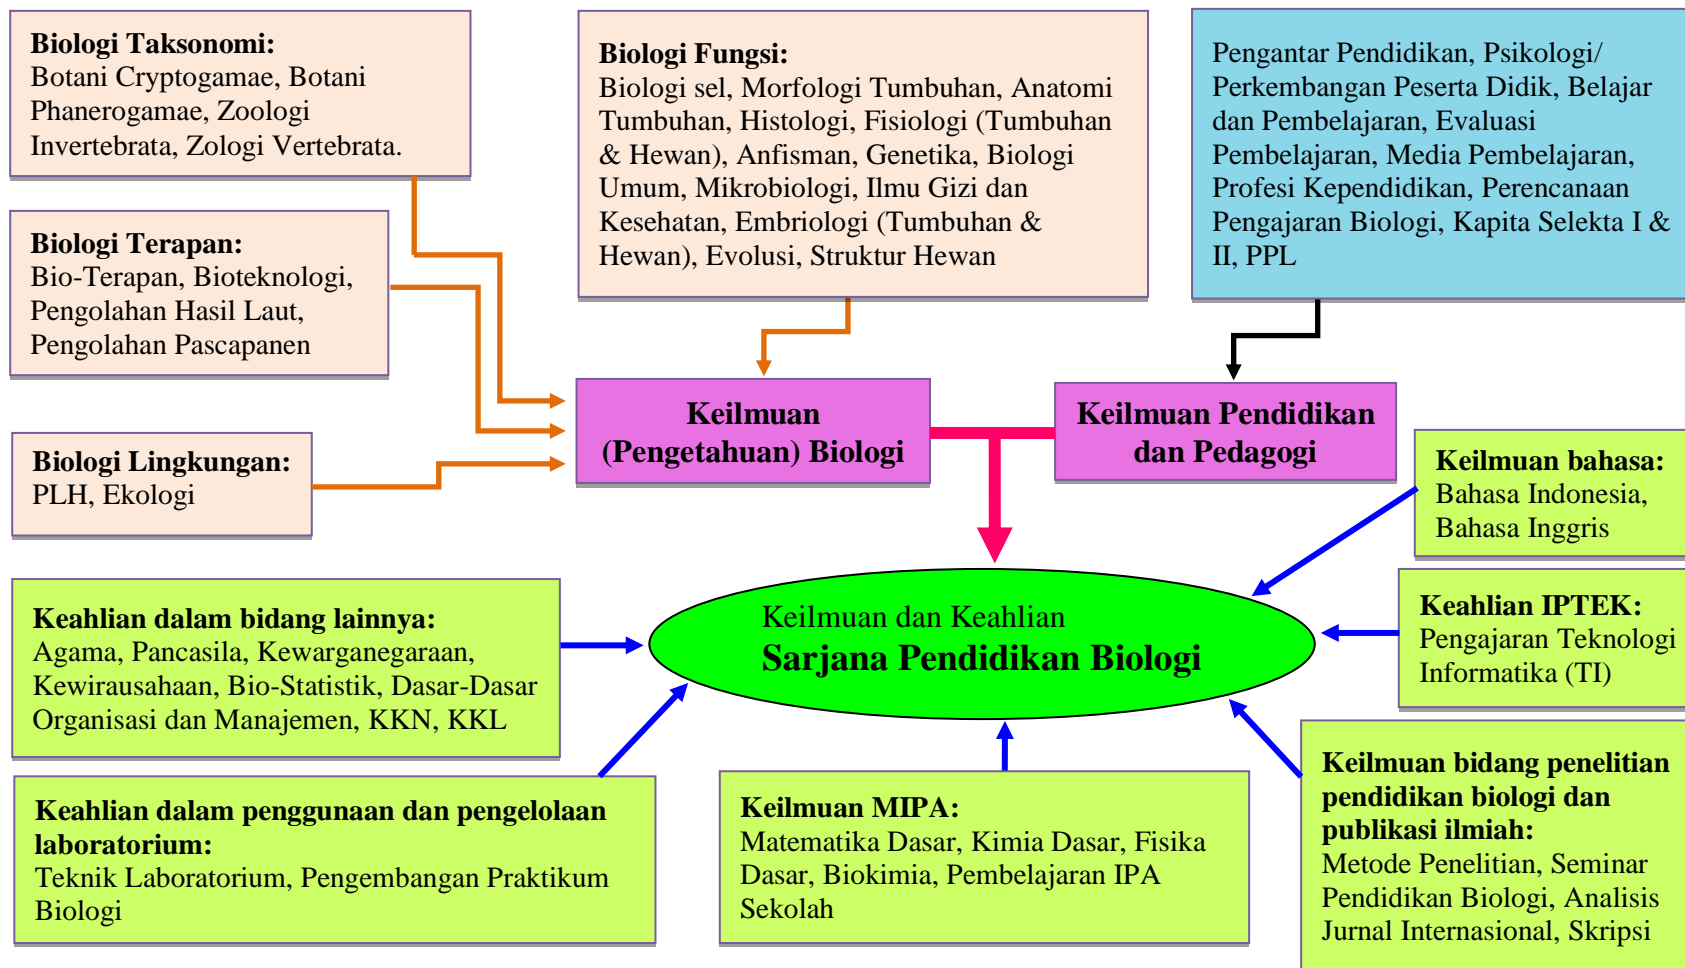 Biologi Taksonomi:
Botani Cryptogamae, Botani
Phanerogamae, Zoologi
Invertebrata, Zologi Vertebrata.
Biologi Fungsi:
Biologi sel, Morfologi Tumbuhan, Anatomi
Tumbuhan, Histologi, Fisiologi (Tumbuhan
& Hewan), Anfisman, Genetika, Biologi
Umum, Mikrobiologi, Ilmu Gizi dan
Kesehatan, Embriologi (Tumbuhan &
Hewan), Evolusi, Struktur Hewan
Pengantar Pendidikan, Psikologi/
Perkembangan Peserta Didik, Belajar
dan Pembelajaran, Evaluasi
Pembelajaran, Media Pembelajaran,
Profesi Kependidikan, Perencanaan
Pengajaran Biologi, Kapita Selekta I &
II, PPL
Biologi Terapan:
Bio-Terapan, Bioteknologi,
Pengolahan Hasil Laut,
Pengolahan Pascapanen
Keilmuan
(Pengetahuan) Biologi
Keilmuan Pendidikan
dan Pedagogi
Biologi Lingkungan:
PLH, Ekologi
Keilmuan bahasa:
Bahasa Indonesia,
Bahasa Inggris
Keahlian dalam bidang lainnya:
Agama, Pancasila, Kewarganegaraan,
Kewirausahaan, Bio-Statistik, Dasar-Dasar
Organisasi dan Manajemen, KKN, KKL
Keilmuan dan Keahlian
Sarjana Pendidikan Biologi
Keahlian IPTEK:
Pengajaran Teknologi
Informatika (TI)
Keahlian dalam penggunaan dan pengelolaan
laboratorium:
Teknik Laboratorium, Pengembangan Praktikum
Biologi
Keilmuan MIPA:
Matematika Dasar, Kimia Dasar, Fisika
Dasar, Biokimia, Pembelajaran IPA
Sekolah
Keilmuan bidang penelitian
pendidikan biologi dan
publikasi ilmiah:
Metode Penelitian, Seminar
Pendidikan Biologi, Analisis
Jurnal Internasional, Skripsi